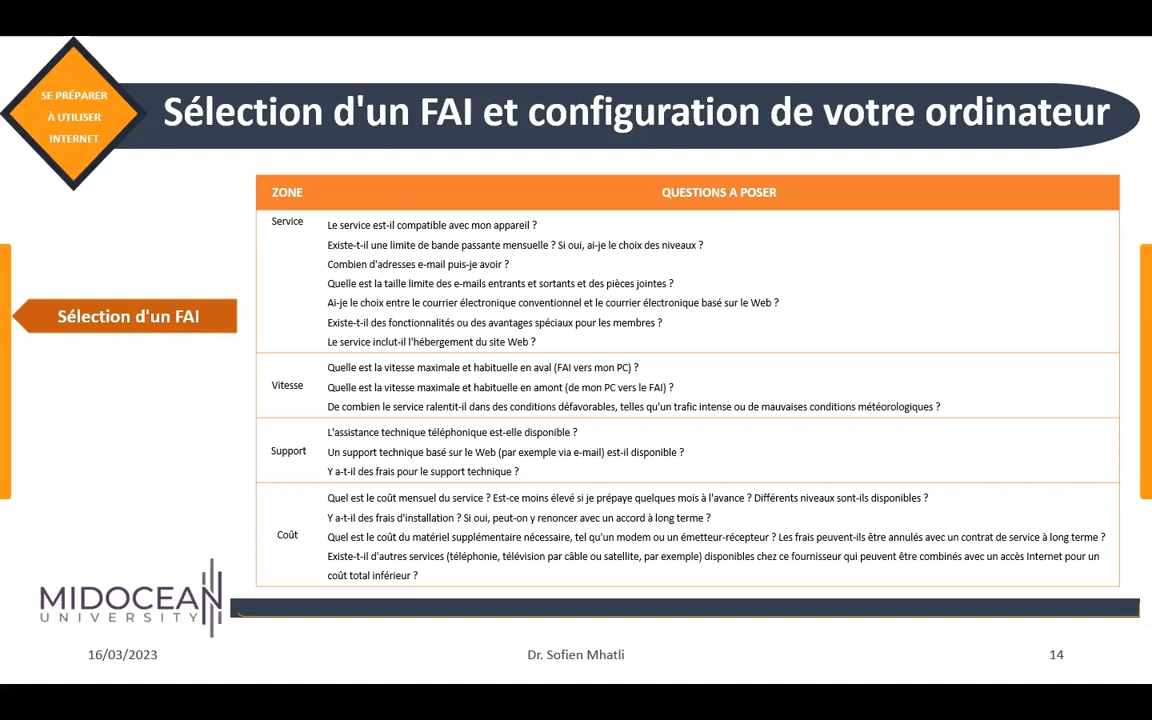 SE PRÉPARER
À UTILISER
INTERNET
Sélection d'un FAI et configuration de votre ordinateur
ZONE QUESTIONS A POSER
Service
Le service est-il compatible avec mon appareil ?
Existe-t-il une limite de bande passante mensuelle ? Si oui, ai-je le choix des niveaux ?
Combien d'adresses e-mail puis-je avoir ?
Quelle est la taille limite des e-mails entrants et sortants et des pièces jointes ?
Ai-je le choix entre le courrier électronique conventionnel et le courrier électronique basé sur le Web ?
Existe-t-il des fonctionnalités ou des avantages spéciaux pour les membres ?
Le service inclut-il l'hébergement du site Web ?
Sélection d'un FAI
Vitesse
Quelle est la vitesse maximale et habituelle en aval (FAI vers mon PC) ?
Quelle est la vitesse maximale et habituelle en amont (de mon PC vers le FAI) ?
De combien le service ralentit-il dans des conditions défavorables, telles qu'un trafic intense ou de mauvaises conditions météorologiques ?
Support
L'assistance technique téléphonique est-elle disponible ?
Un support technique basé sur le Web (par exemple via e-mail) est-il disponible ?
Y a-t-il des frais pour le support technique ?
Coût
Quel est le coût mensuel du service ? Est-ce moins élevé si je prépaye quelques mois à l'avance ? Différents niveaux sont-ils disponibles ?
Y a-t-il des frais d'installation ? Si oui, peut-on y renoncer avec un accord à long terme ?
Quel est le coût du matériel supplémentaire nécessaire, tel qu'un modem ou un émetteur-récepteur ? Les frais peuvent-ils être annulés avec un contrat de service à long terme ?
Existe-t-il d'autres services (téléphonie, télévision par câble ou satellite, par exemple) disponibles chez ce fournisseur qui peuvent être combinés avec un accès Internet pour un
coût total inférieur ?
MIDOCEAN
UNIVERSITY
16/03/2023 Dr. Sofien Mhatli 14